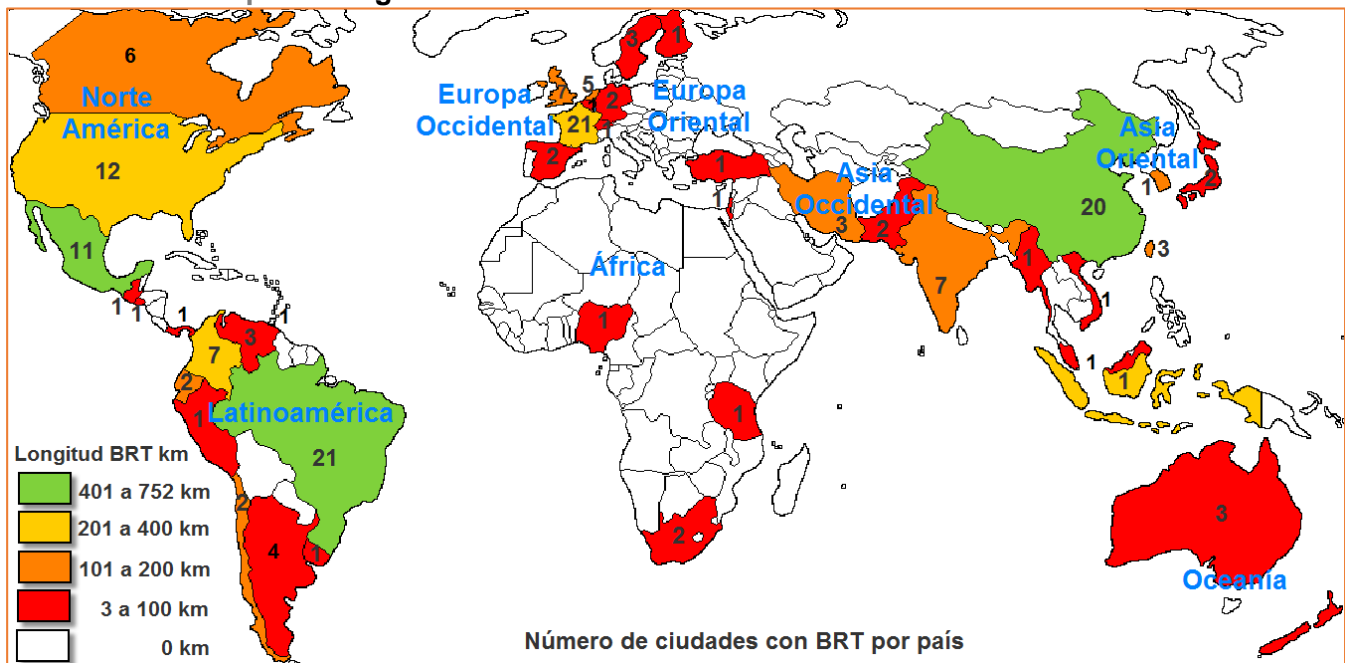 6
Norte
América
12
11
1
1
1
1
3
7
2
1
Latinoamérica
21
2
4
1
3
1
7
5
1
2
21
1
2
Europa
Occidental
Europa
Oriental
1
1
África
1
1
2
Asia
Occidental
3
2
7
1
20
Asia
Oriental
1
2
3
1
1
1
3
Oceanía
Longitud BRT km
401 a 752 km
201 a 400 km
101 a 200 km
3 a 100 km
0 km
Número de ciudades con BRT por país